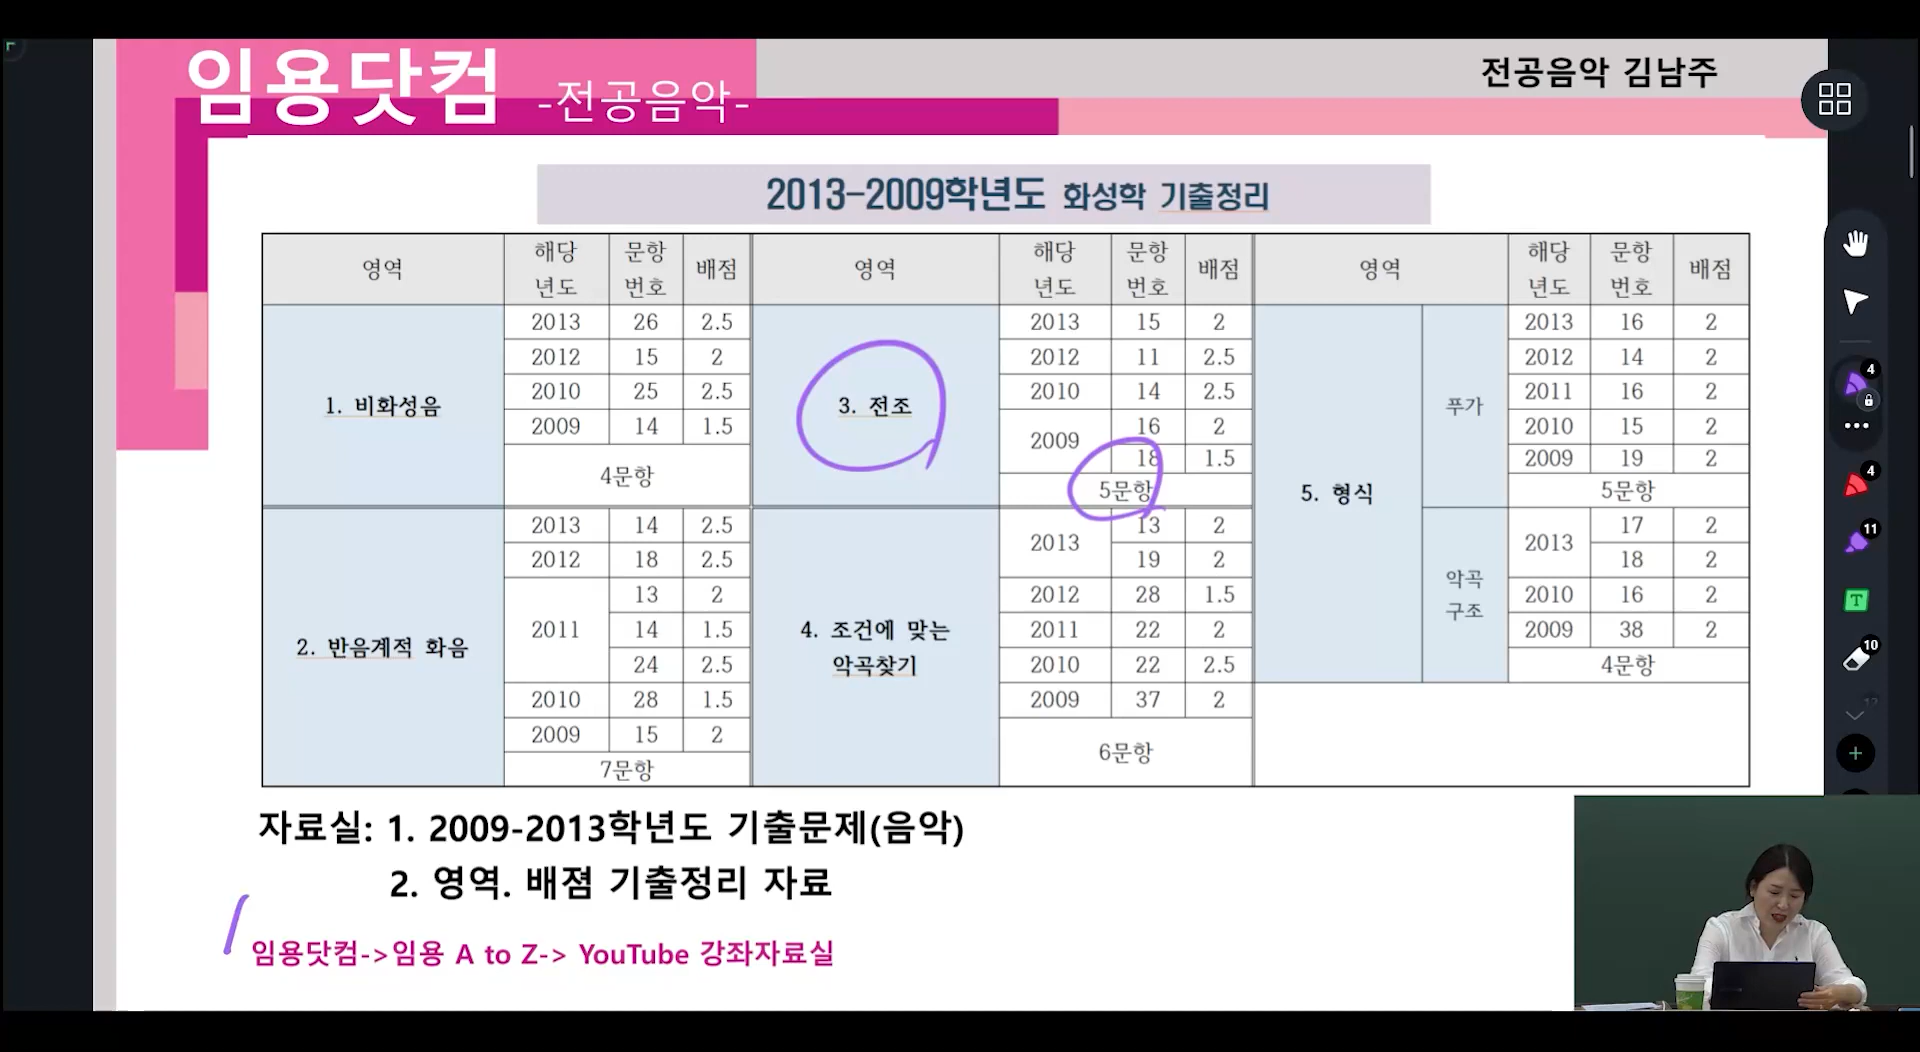 임용닷컴 -전공음악-
전공음악 김남주
2013-2009학년도 화성학 기출정리
영역 해당 년도 문항 번호 배점 영역 해당 년도 문항 번호 배점 영역 해당 년도 문항 번호 배점
1. 비화성음
2013 26 2.5
2012 15 2
2010 25 2.5
2009 14 1.5
4문항
2. 반음계적 화음
2013 14 2.5
2012 18 2.5
2011 13 2
14 1.5
24 2.5
2010 28 1.5
2009 15 2
7문항
3. 전조
2013 15 2
2012 11 2.5
2010 14 2.5
2009 16 2
18 1.5
5문항
4. 조건에 맞는
악곡찾기
2013 13 2
19 2
2012 28 1.5
2011 22 2
2010 22 2.5
2009 37 2
6문항
5. 형식
푸가
2013 16 2
2012 14 2
2011 16 2
2010 15 2
2009 19 2
5문항
악곡
구조
2013 17 2
18 2
2010 16 2
2009 38 2
4문항
자료실: 1. 2009-2013학년도 기출문제(음악)
2. 영역. 배졈 기출정리 자료
임용닷컴->임용 A to Z-> YouTube 강좌자료실
4
4
11
T
10